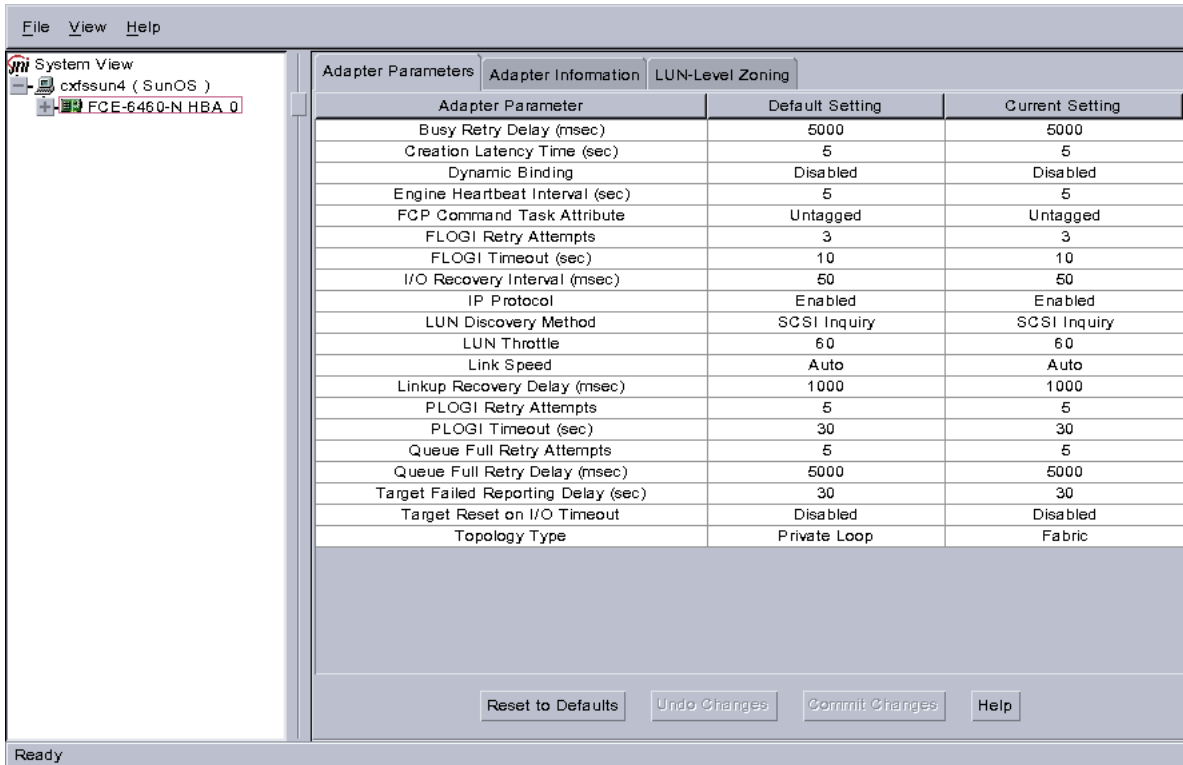 File View Help
jni System View
cxfssun4 ( SunOS )
FCE-6460-N HBA 0
Adapter Parameters Adapter Information LUN-Level Zoning
Adapter Parameter Default Setting Current Setting
Busy Retry Delay (msec) 5000 5000
Creation Latency Time (sec) 5 5
Dynamic Binding Disabled Disabled
Engine Heartbeat Interval (sec) 5 5
FCP Command Task Attribute Untagged Untagged
FLOGI Retry Attempts 3 3
FLOGI Timeout (sec) 10 10
I/O Recovery Interval (msec) 50 50
IP Protocol Enabled Enabled
LUN Discovery Method SCSI Inquiry SCSI Inquiry
LUN Throttle 60 60
Link Speed Auto Auto
Linkup Recovery Delay (msec) 1000 1000
PLOGI Retry Attempts 5 5
PLOGI Timeout (sec) 30 30
Queue Full Retry Attempts 5 5
Queue Full Retry Delay (msec) 5000 5000
Target Failed Reporting Delay (sec) 30 30
Target Reset on I/O Timeout Disabled Disabled
Topology Type Private Loop Fabric
Reset to Defaults Undo Changes Commit Changes Help
Ready